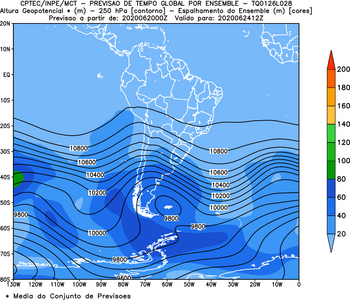 CPTEC/INPE/MCT - PREVISAO DE TEMPO GLOBAL POR ENSEMBLE - TQ0126L028
Altura Geopotencial * (m) - 250 hPa [contorno] - Espalhamento do Ensemble (m) [cores]
Previsao a partir de: 2020062000Z Valido para: 2020062412Z
20N
10N
EQ
10S
20S
30S
40S
50S
60S
70S
80S
130W 120W 110W 100W 90W 80W 70W 60W 50W 40W 30W 20W 10W 0
10800
10800
10600
10600
10400
10400
10200
10200
10000
10000
9800
9800
9800
9800
9600
200
180
160
140
120
100
80
60
40
20
* Media do Conjunto de Previsoes